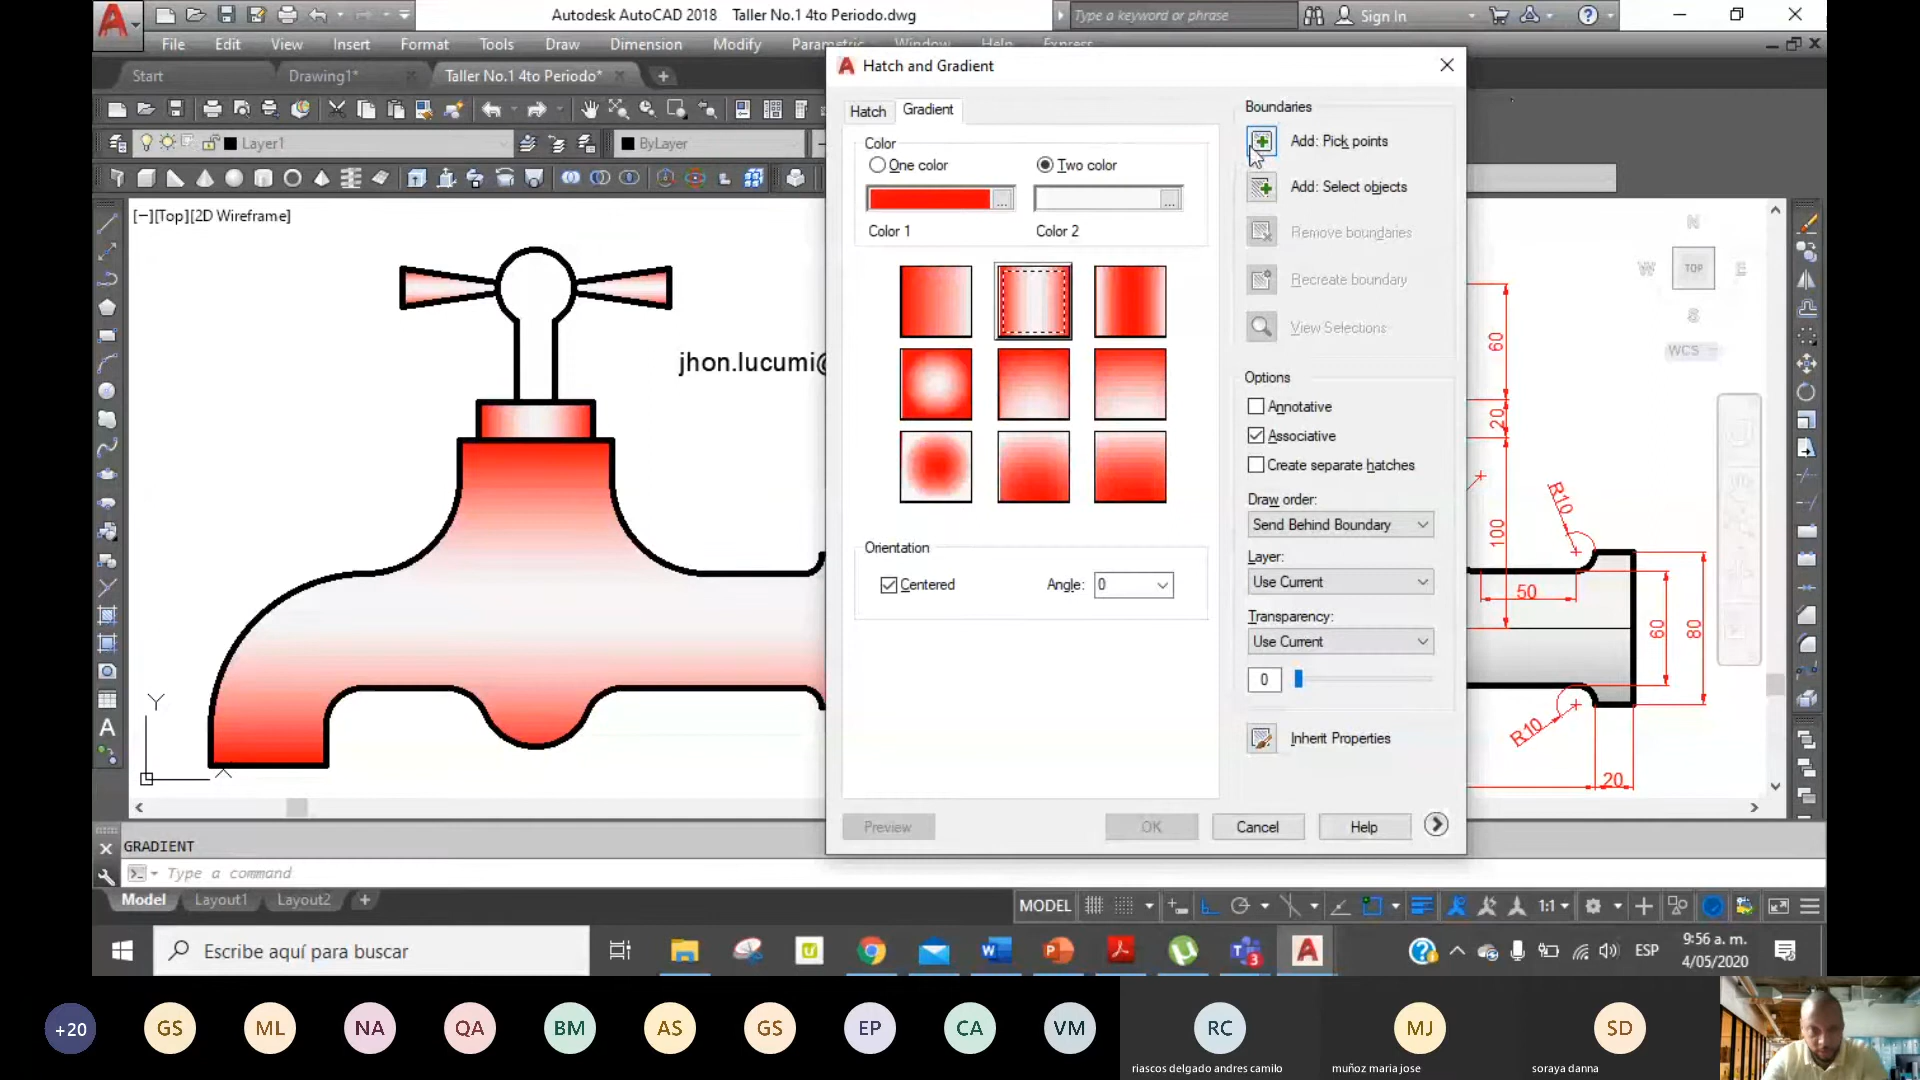 Autodesk AutoCAD 2018 Taller No.1 4to Periodo.dwg
Type a keyword or phrase
Sign In
File Edit View Insert Format Tools Draw Dimension Modify Parametric Window Help Express
Start
Drawing1*
Taller No.1 4to Periodo*
Layer1
ByLayer
[−][Top][2D Wireframe]
jhon.lucumi@
Y
X
Hatch and Gradient
Hatch
Gradient
Color
One color
Two color
Color 1
Color 2
Orientation
Centered
Angle: 0
Boundaries
Add: Pick points
Add: Select objects
Remove boundaries
Recreate boundary
View Selections
Options
Annotative
Associative
Create separate hatches
Draw order:
Send Behind Boundary
Layer:
Use Current
Transparency:
Use Current
0
Inherit Properties
Preview
OK
Cancel
Help
N
W
TOP
E
S
WCS
60
20
100
R10
50
60
80
R10
20
GRADIENT
Type a command
Model
Layout1
Layout2
MODEL
1:1
Escribe aquí para buscar
ESP
9:56 a. m.
4/05/2020
+20
GS
ML
NA
QA
BM
AS
GS
EP
CA
VM
RC
MJ
SD
riascos delgado andres camilo
muñoz maria jose
soraya danna